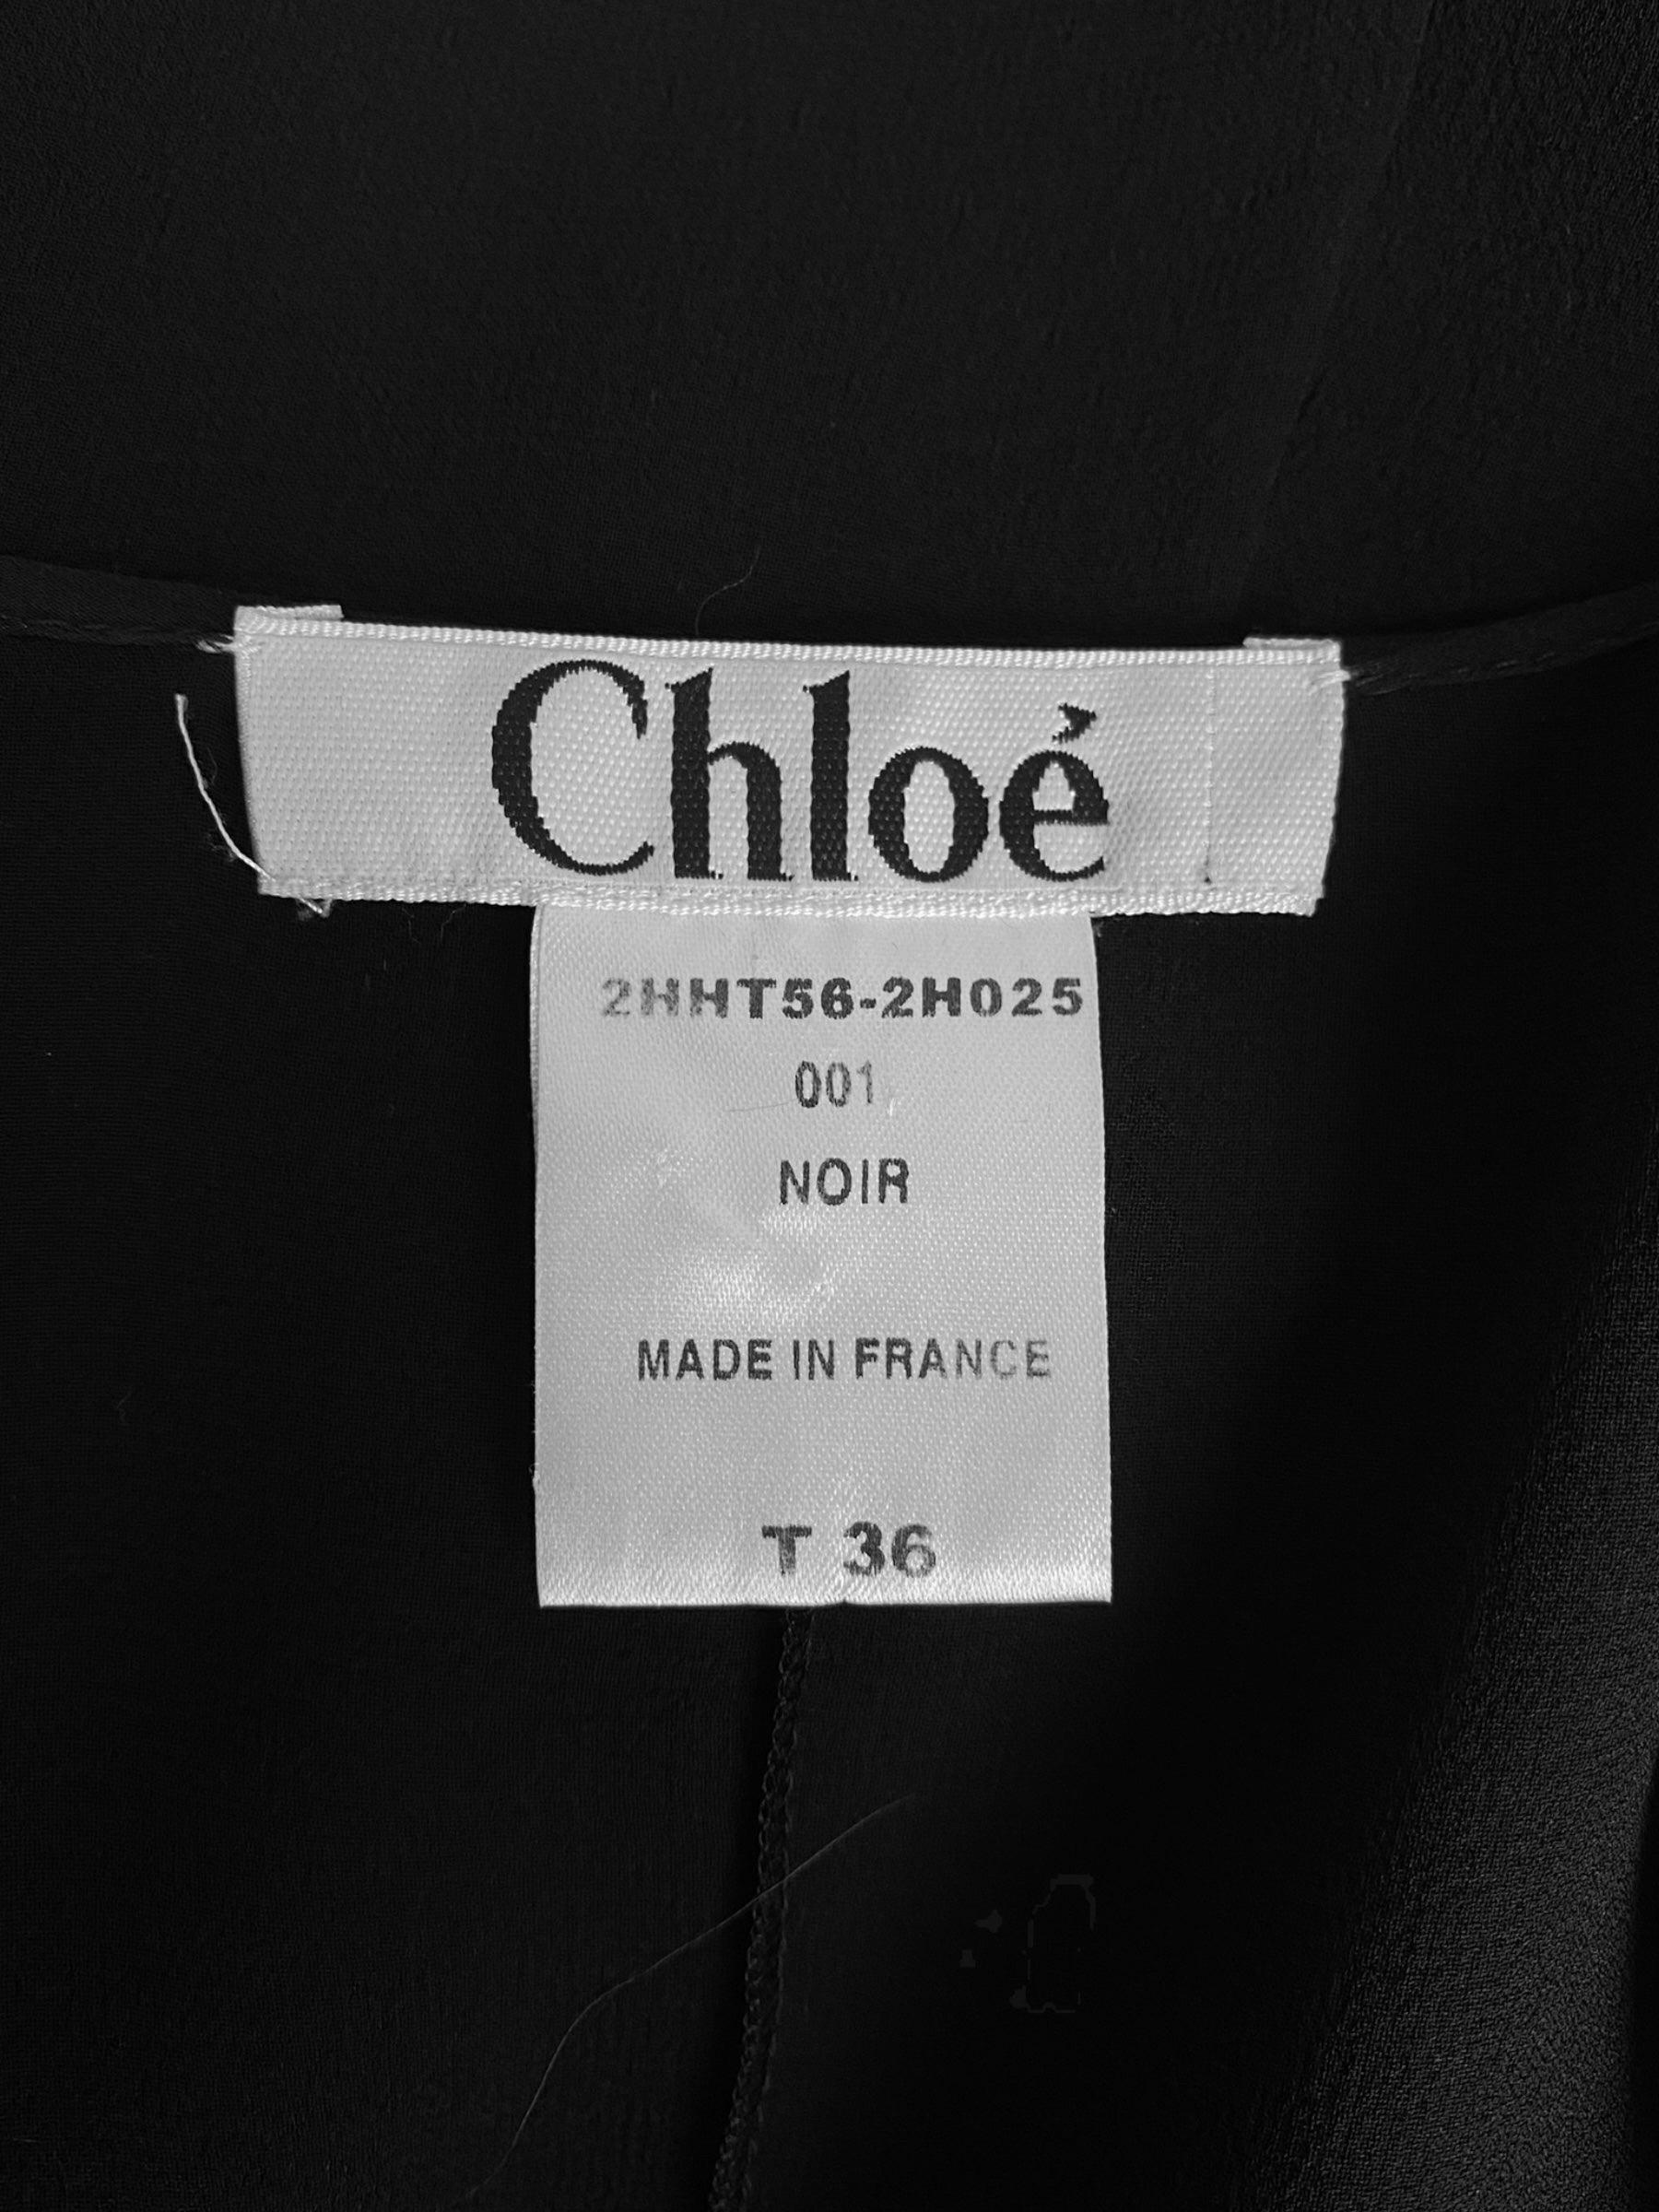 Chloé
2HHT56-2H025
001
NOIR
MADE IN FRANCE
T 36